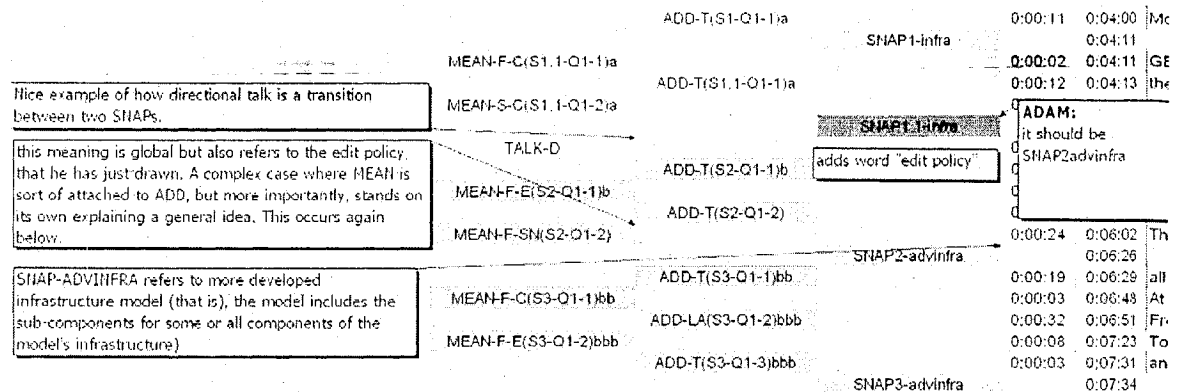 ADD-T(S1-Q1-1)a
0:00:11 0:04:00
SNAP1-infra
0:04:11
MEAN-F-C(S1.1-Q1-1)a
0:00:02 0:04:11 GE
ADD-T(S1.1-Q1-1)a
0:00:12 0:04:13 the
Nice example of how directional talk is a transition
between two SNAPs.
MEAN-S-C(S1.1-Q1-2)a
SNAP1.1-infra
ADAM:
it should be
SNAP2advinfra
TALK-D
this meaning is global but also refers to the edit policy,
that he has just drawn. A complex case where MEAN is
sort of attached to ADD, but more importantly, stands on
its own explaining a general idea. This occurs again
below.
ADD-T(S2-Q1-1)b
adds word "edit policy"
MEAN-F-E(S2-Q1-1)b
ADD-T(S2-Q1-2)
MEAN-F-SN(S2-Q1-2)
0:00:24 0:06:02 Th
SNAP2-advinfra
0:06:26
SNAP-ADVINFRA refers to more developed
infrastructure model (that is), the model includes the
sub-components for some or all components of the
model's infrastructure)
ADD-T(S3-Q1-1)bb
0:00:19 0:06:29 all
MEAN-F-C(S3-Q1-1)bb
0:00:03 0:06:48 At
ADD-LA(S3-Q1-2)bbb
0:00:32 0:06:51 Fr
MEAN-F-E(S3-Q1-2)bbb
0:00:08 0:07:23 To
ADD-T(S3-Q1-3)bbb
0:00:03 0:07:31 an
SNAP3-advinfra
0:07:34